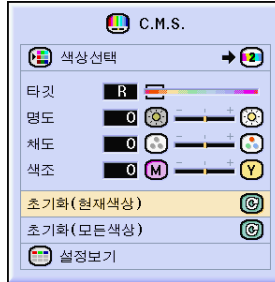 C.M.S.
색상선택 2
타깃 R
명도 0 - +
채도 0 - +
색조 0 M - + Y
초기화(현재색상)
초기화(모든색상)
설정보기